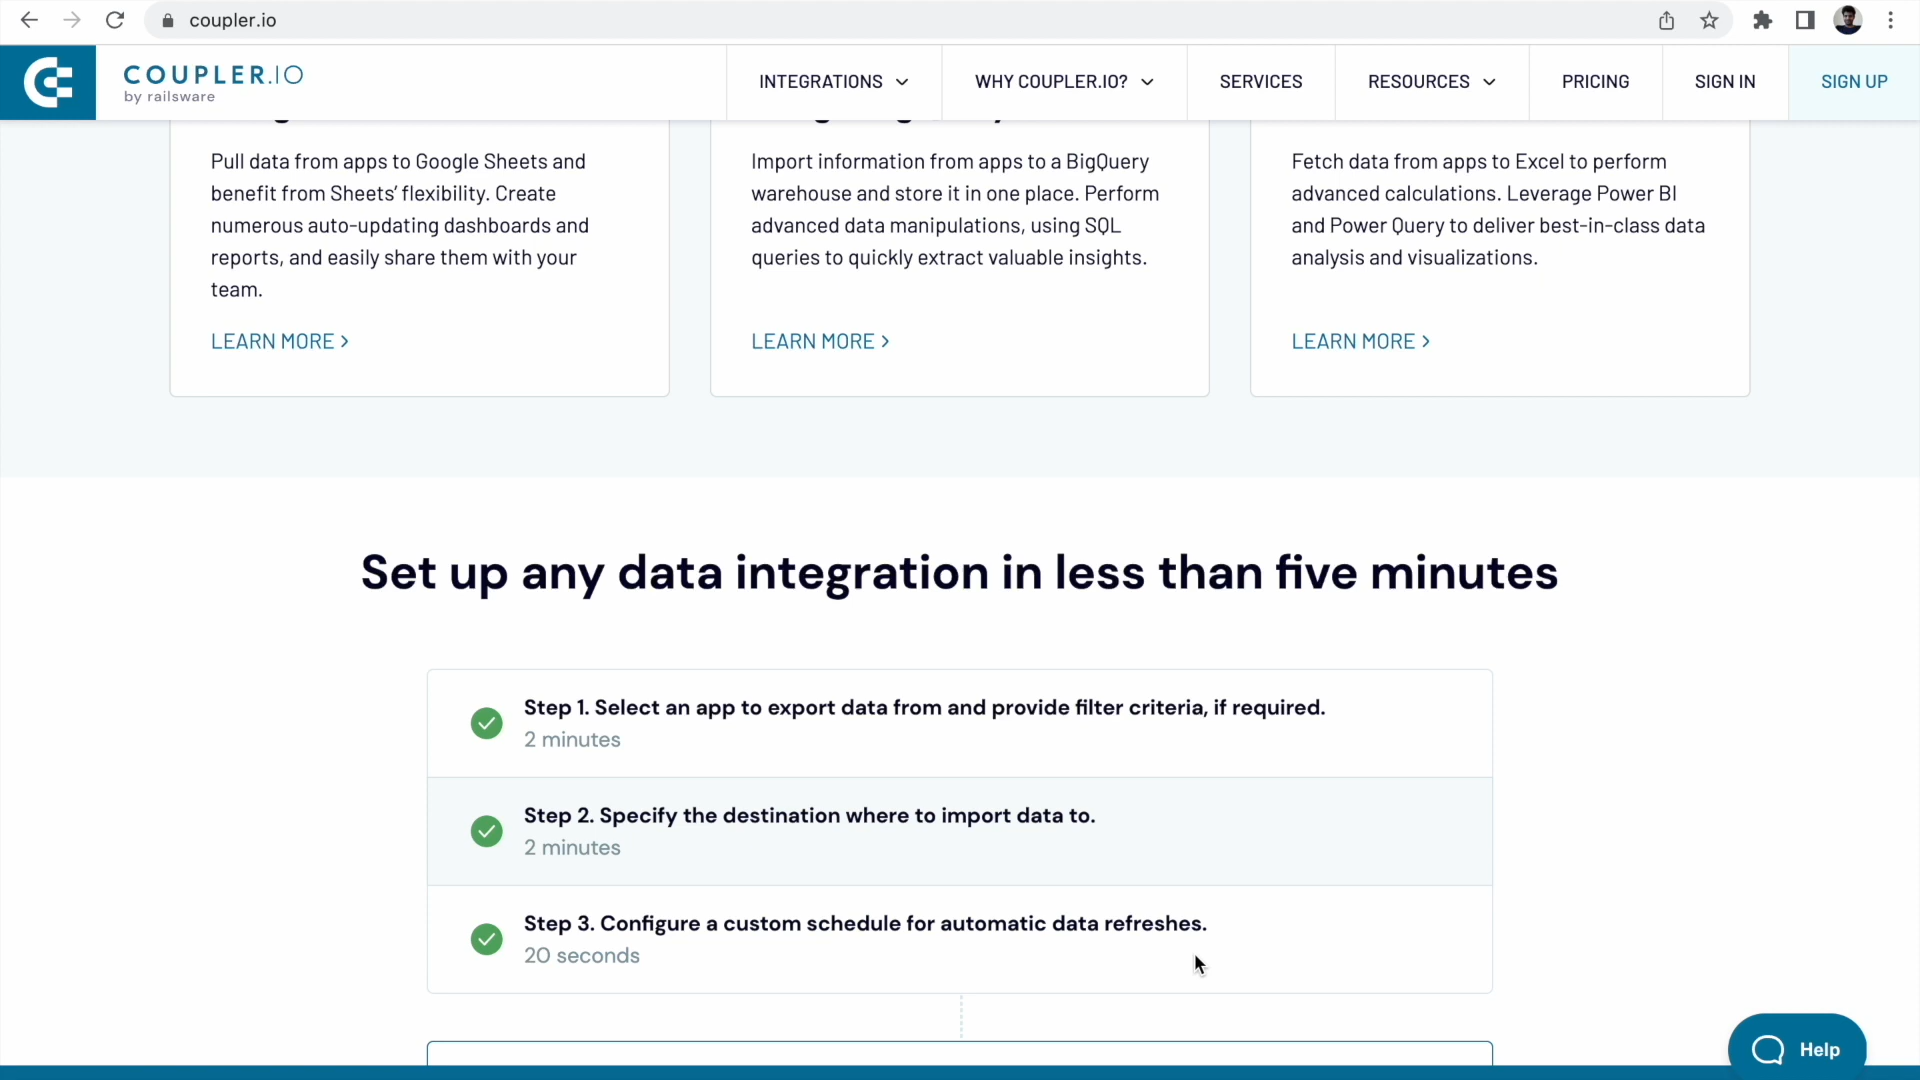 coupler.io
COUPLER.IO
by railsware
INTEGRATIONS
WHY COUPLER.IO?
SERVICES
RESOURCES
PRICING
SIGN IN
SIGN UP
Pull data from apps to Google Sheets and
benefit from Sheets’ flexibility. Create
numerous auto-updating dashboards and
reports, and easily share them with your
team.
LEARN MORE >
Import information from apps to a BigQuery
warehouse and store it in one place. Perform
advanced data manipulations, using SQL
queries to quickly extract valuable insights.
LEARN MORE >
Fetch data from apps to Excel to perform
advanced calculations. Leverage Power BI
and Power Query to deliver best-in-class data
analysis and visualizations.
LEARN MORE >
Set up any data integration in less than five minutes
Step 1. Select an app to export data from and provide filter criteria, if required.
2 minutes
Step 2. Specify the destination where to import data to.
2 minutes
Step 3. Configure a custom schedule for automatic data refreshes.
20 seconds
Help